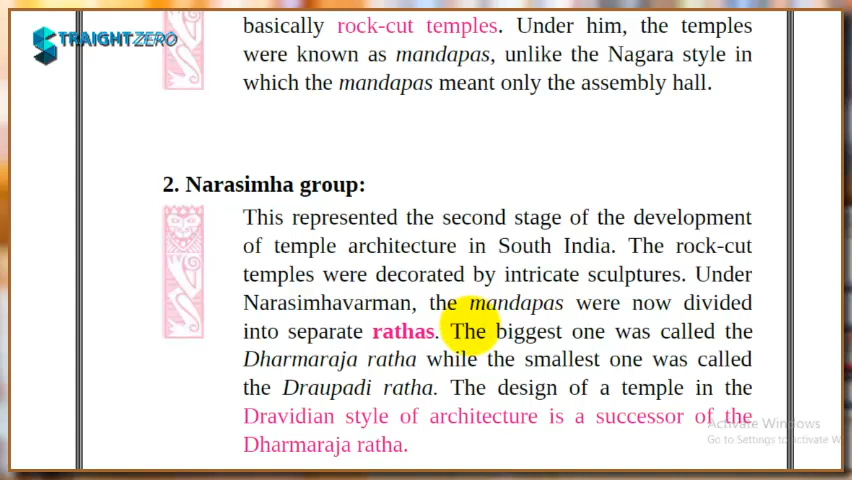 STRAIGHTZERO
basically rock-cut temples. Under him, the temples
were known as mandapas, unlike the Nagara style in
which the mandapas meant only the assembly hall.
2. Narasimha group:
This represented the second stage of the development
of temple architecture in South India. The rock-cut
temples were decorated by intricate sculptures. Under
Narasimhavarman, the mandapas were now divided
into separate rathas. The biggest one was called the
Dharmaraja ratha while the smallest one was called
the Draupadi ratha. The design of a temple in the
Dravidian style of architecture is a successor of the
Dharmaraja ratha.
Activate Windows
Go to Settings to activate W